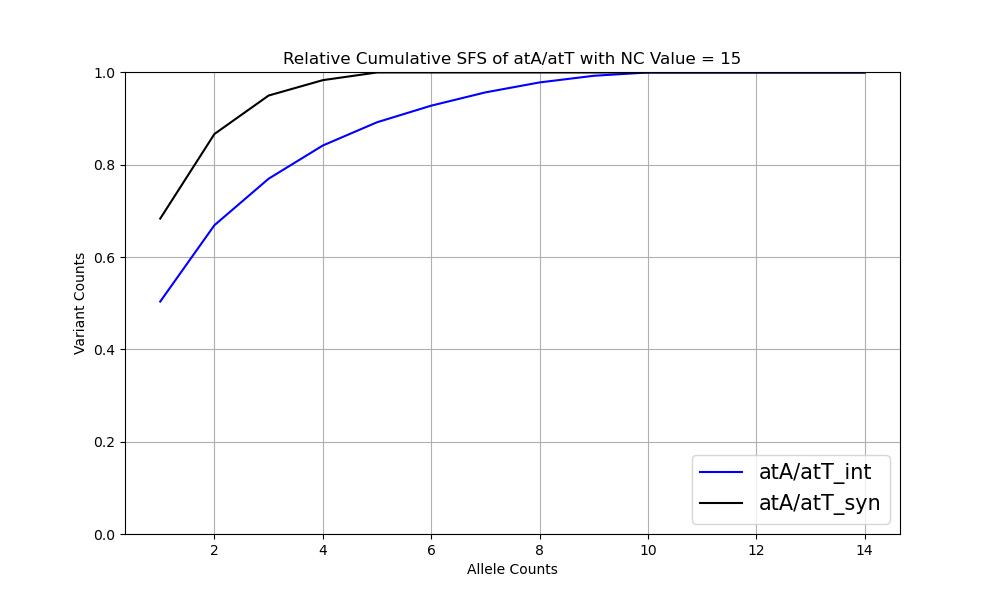 Relative Cumulative SFS of atA/atT with NC Value = 15
1.0
0.8
0.6
0.4
0.2
0.0
Variant Counts
2 4 6 8 10 12 14
Allele Counts
atA/atT_int
atA/atT_syn